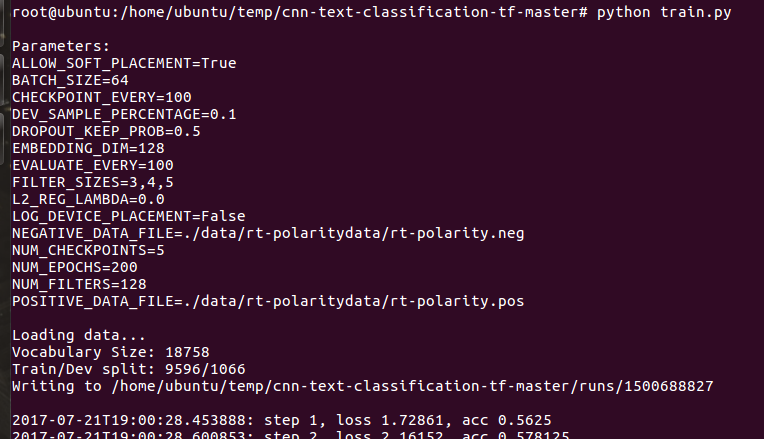 root@ubuntu:/home/ubuntu/temp/cnn-text-classification-tf-master# python train.py
Parameters:
ALLOW_SOFT_PLACEMENT=True
BATCH_SIZE=64
CHECKPOINT_EVERY=100
DEV_SAMPLE_PERCENTAGE=0.1
DROPOUT_KEEP_PROB=0.5
EMBEDDING_DIM=128
EVALUATE_EVERY=100
FILTER_SIZES=3,4,5
L2_REG_LAMBDA=0.0
LOG_DEVICE_PLACEMENT=False
NEGATIVE_DATA_FILE=./data/rt-polaritydata/rt-polarity.neg
NUM_CHECKPOINTS=5
NUM_EPOCHS=200
NUM_FILTERS=128
POSITIVE_DATA_FILE=./data/rt-polaritydata/rt-polarity.pos
Loading data...
Vocabulary Size: 18758
Train/Dev split: 9596/1066
Writing to /home/ubuntu/temp/cnn-text-classification-tf-master/runs/1500688827
2017-07-21T19:00:28.453888: step 1, loss 1.72861, acc 0.5625
2017-07-21T19:00:28.600853: step 2, loss 2.16152, acc 0.578125